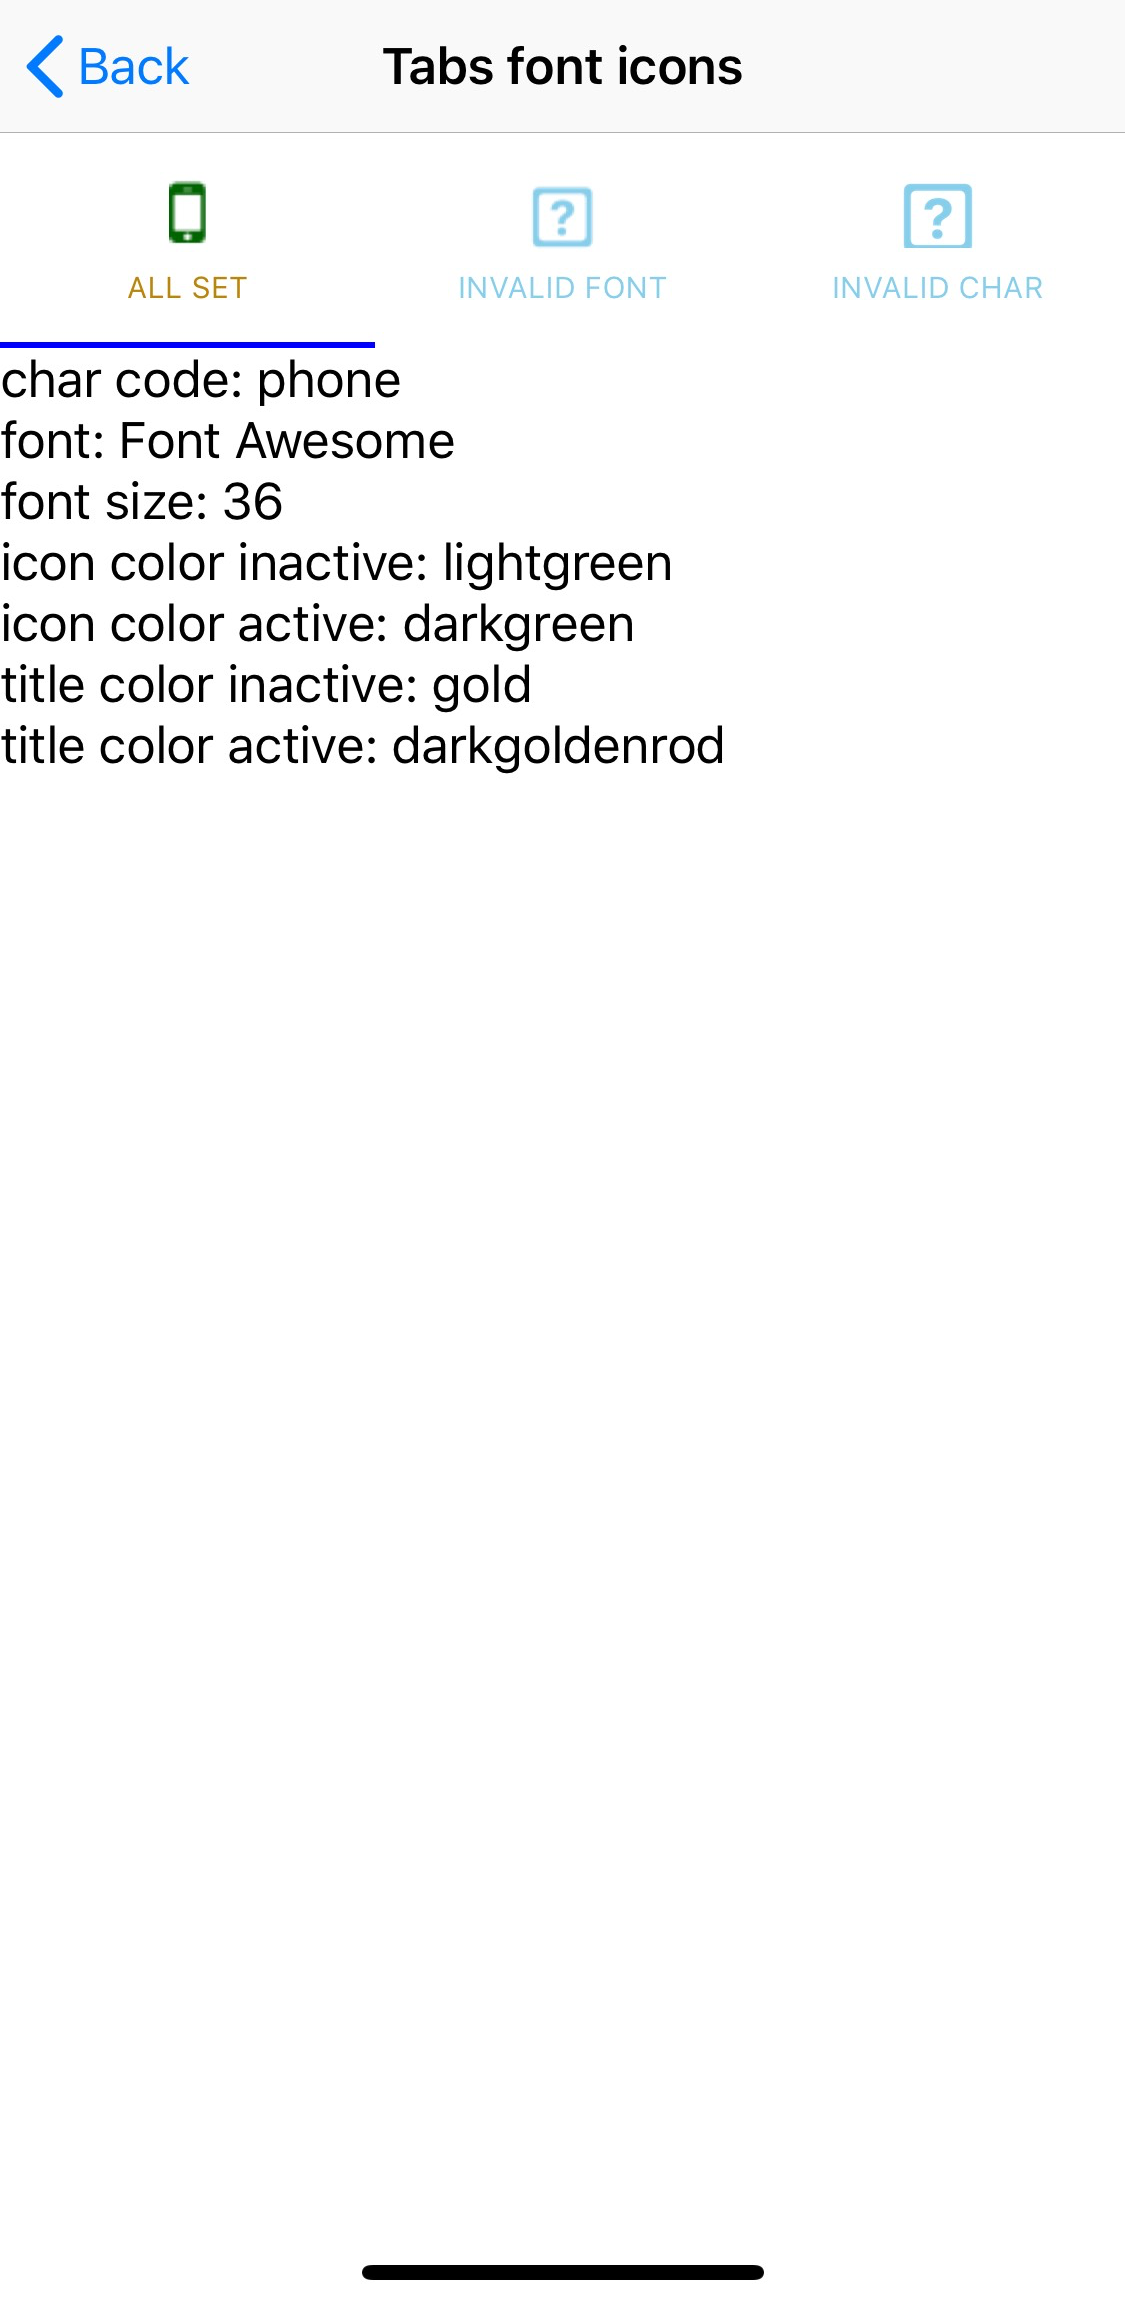 Back
Tabs font icons
ALL SET
INVALID FONT
INVALID CHAR
char code: phone
font: Font Awesome
font size: 36
icon color inactive: lightgreen
icon color active: darkgreen
title color inactive: gold
title color active: darkgoldenrod